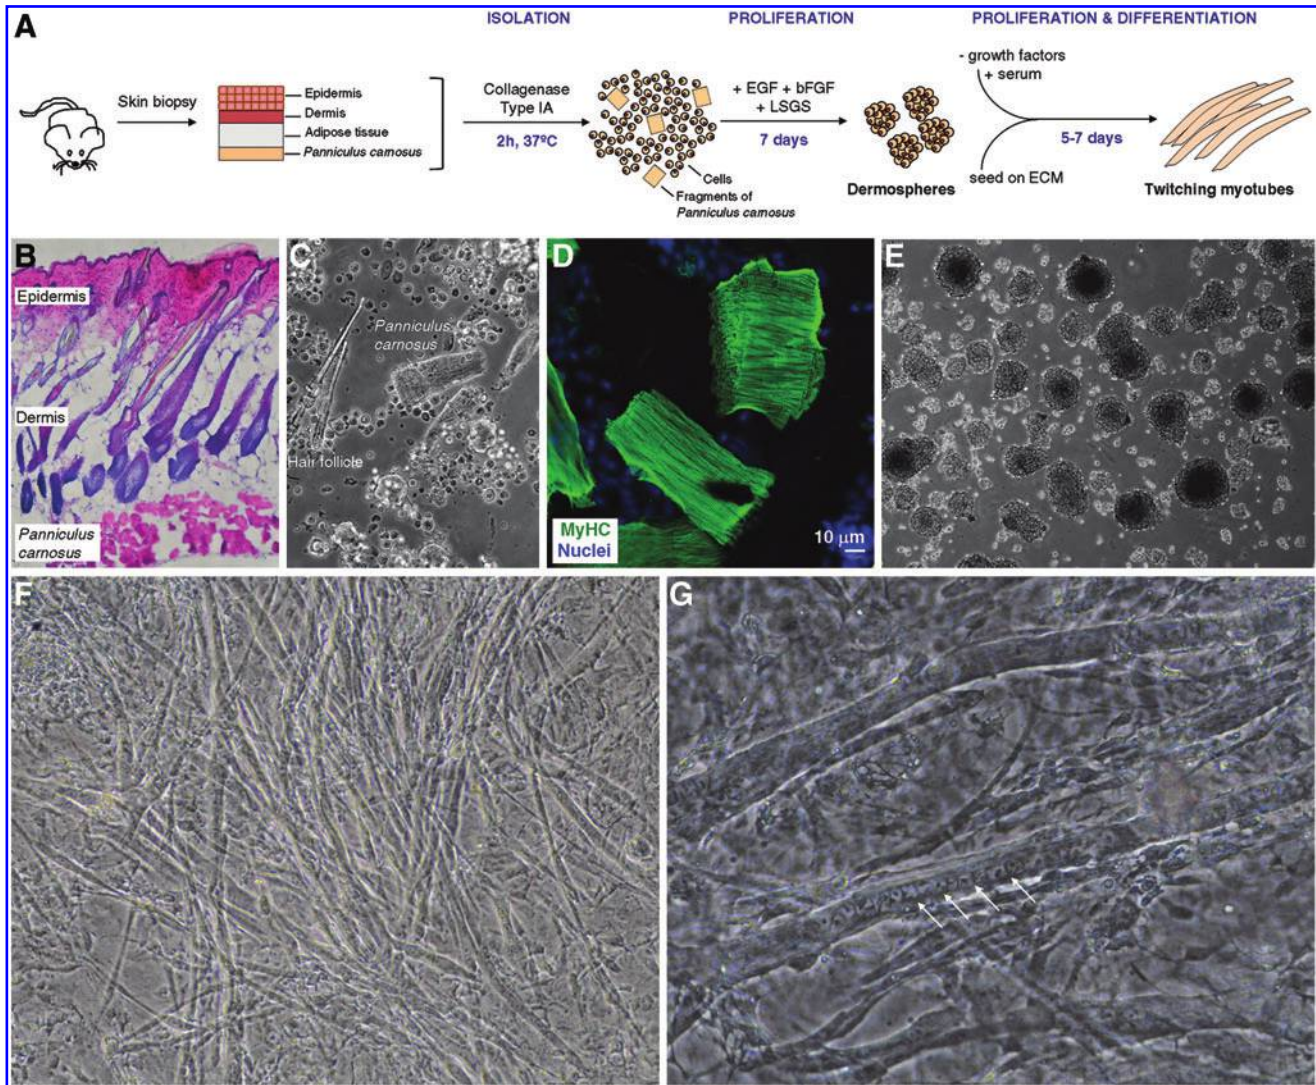 A
ISOLATION
PROLIFERATION
PROLIFERATION & DIFFERENTIATION
Skin biopsy
Epidermis
Dermis
Adipose tissue
Panniculus carnosus
Collagenase
Type IA
2h, 37ºC
Cells
Fragments of
Panniculus carnosus
+ EGF + bFGF
+ LSGS
7 days
Dermospheres
- growth factors
+ serum
seed on ECM
5-7 days
Twitching myotubes
B
Epidermis
Dermis
Panniculus
carnosus
C
Panniculus
carnosus
Hair follicle
D
MyHC
Nuclei
10 μm
E
F
G